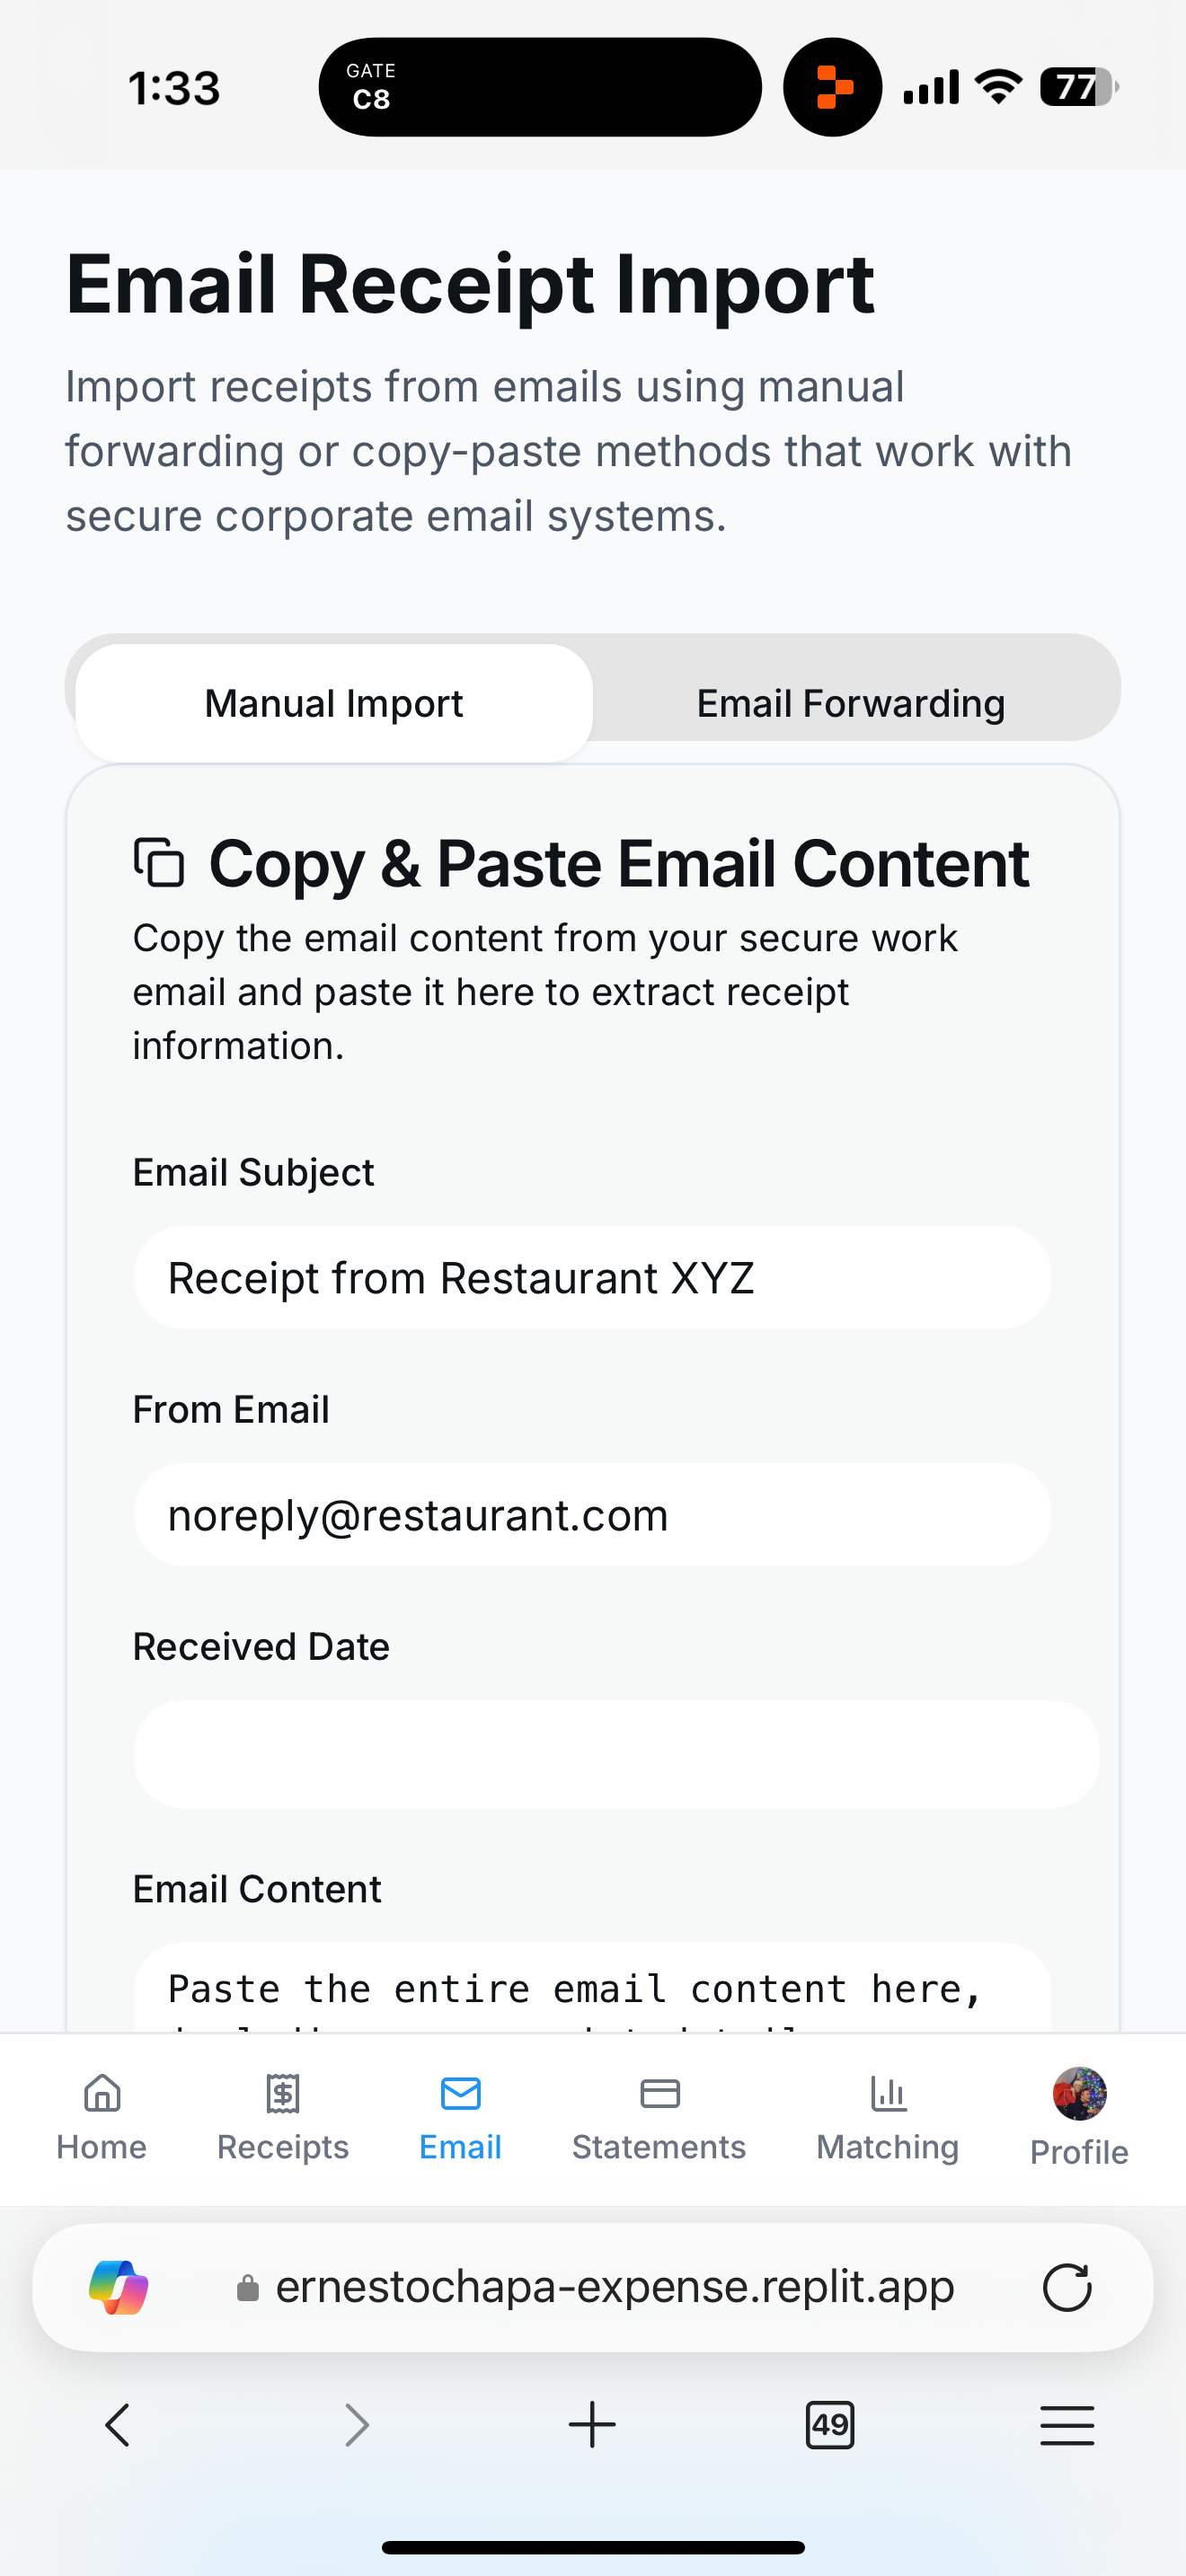 1:33
GATE
C8
77
Email Receipt Import
Import receipts from emails using manual
forwarding or copy-paste methods that work with
secure corporate email systems.
Manual Import
Email Forwarding
Copy & Paste Email Content
Copy the email content from your secure work
email and paste it here to extract receipt
information.
Email Subject
Receipt from Restaurant XYZ
From Email
noreply@restaurant.com
Received Date
Email Content
Paste the entire email content here,
Home
Receipts
Email
Statements
Matching
Profile
ernestochapa-expense.replit.app
49